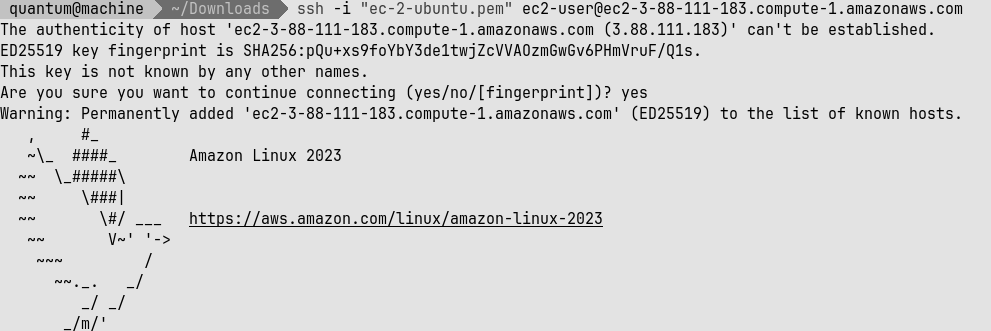 quantum@machine ~/Downloads ssh -i "ec-2-ubuntu.pem" ec2-user@ec2-3-88-111-183.compute-1.amazonaws.com
The authenticity of host 'ec2-3-88-111-183.compute-1.amazonaws.com (3.88.111.183)' can't be established.
ED25519 key fingerprint is SHA256:pQu+xs9foYbY3de1twjZcVVAOzmGwGv6PHmVruF/Q1s.
This key is not known by any other names.
Are you sure you want to continue connecting (yes/no/[fingerprint])? yes
Warning: Permanently added 'ec2-3-88-111-183.compute-1.amazonaws.com' (ED25519) to the list of known hosts.
   ,     #_
   ~\_  ####_        Amazon Linux 2023
  ~~  \_#####\
  ~~     \###|
  ~~       \#/ ___   https://aws.amazon.com/linux/amazon-linux-2023
   ~~       V~' '->
    ~~~         /
      ~~._.   _/
         _/ _/
       _/m/'